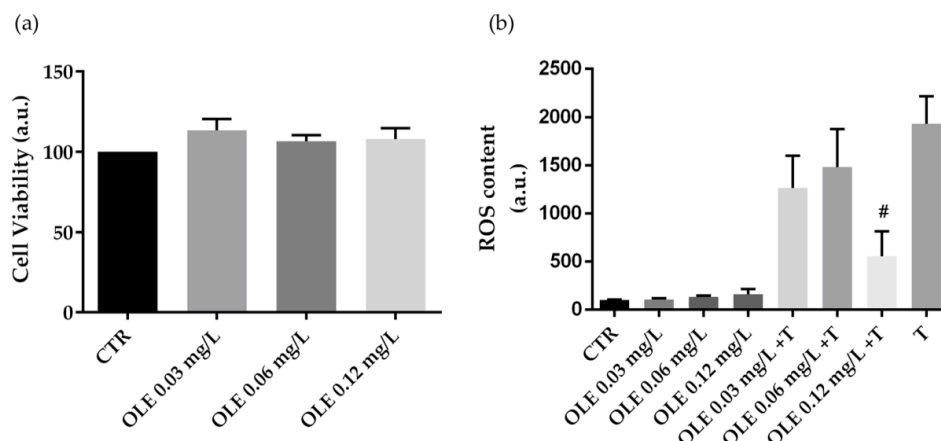 (a)
Cell Viability (a.u.)
150
100
50
0
CTR
OLE 0.03 mg/L
OLE 0.06 mg/L
OLE 0.12 mg/L
(b)
ROS content
(a.u.)
2500
2000
1500
1000
500
0
#
CTR
OLE 0.03 mg/L
OLE 0.06 mg/L
OLE 0.12 mg/L
OLE 0.03 mg/L +T
OLE 0.06 mg/L +T
OLE 0.12 mg/L +T
T